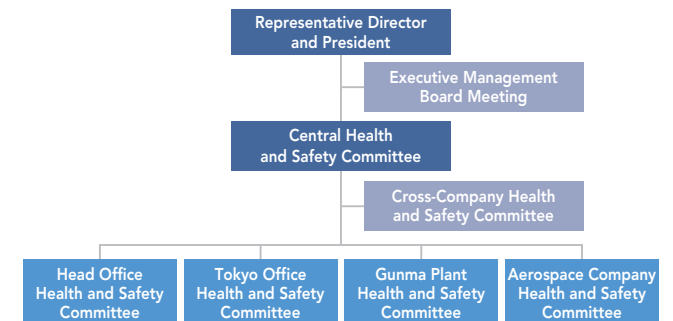 Representative Director
and President
Executive Management
Board Meeting
Central Health
and Safety Committee
Cross-Company Health
and Safety Committee
Head Office
Health and Safety
Committee
Tokyo Office
Health and Safety
Committee
Gunma Plant
Health and Safety
Committee
Aerospace Company
Health and Safety
Committee